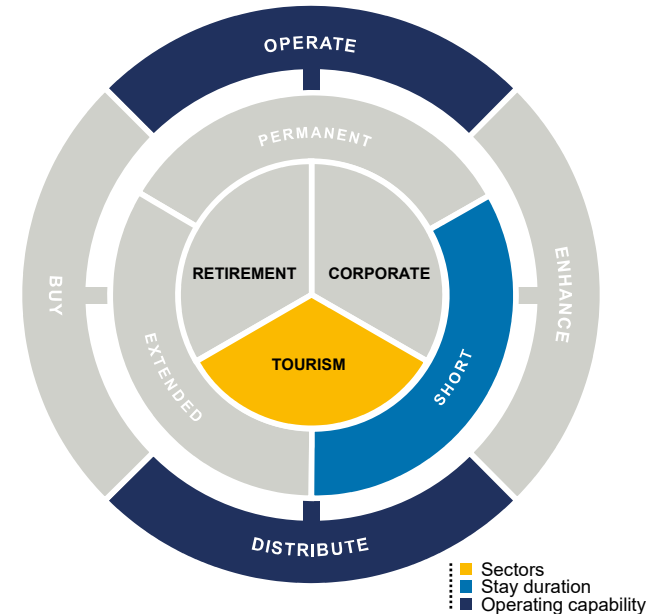 OPERATE
PERMANENT
RETIREMENT
CORPORATE
BUY
ENHANCE
TOURISM
EXTENDED
SHORT
DISTRIBUTE
Sectors
Stay duration
Operating capability